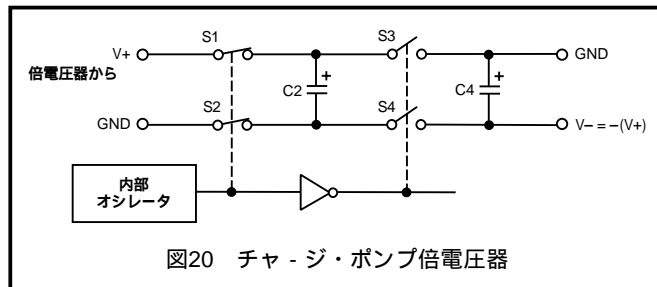 S1
S3
V+
GND
倍電圧器から
+
C2
+
C4
S2
S4
GND
V– = –(V+)
内部
オシレータ
図20 チャ - ジ・ポンプ倍電圧器